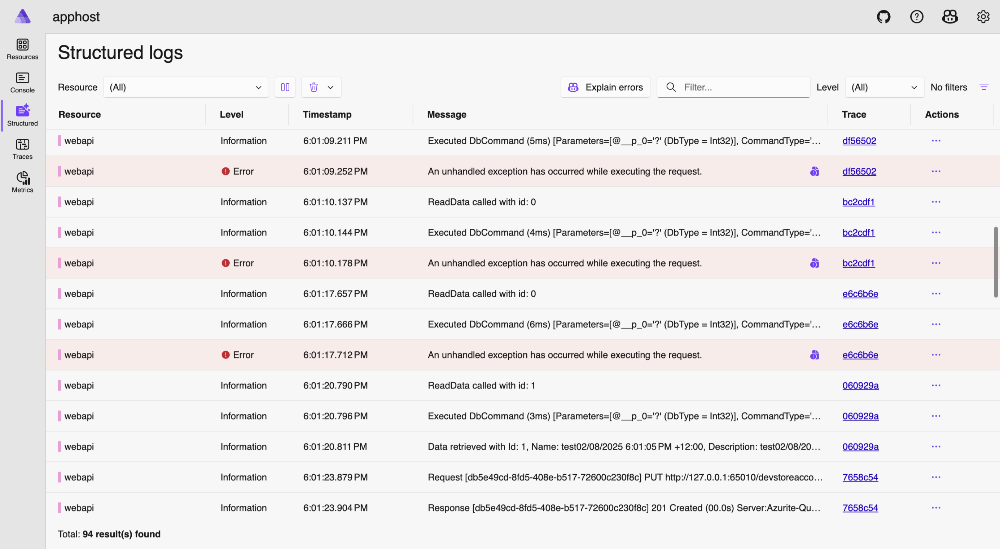 apphost
Resources
Console
Structured
Traces
Metrics
Structured logs
Resource (All) Explain errors Filter... Level (All) No filters
Resource Level Timestamp Message Trace Actions
webapi Information 6:01:09.211 PM Executed DbCommand (5ms) [Parameters=[@__p_0='?' (DbType = Int32)], CommandType='... df56502 ...
webapi Error 6:01:09.252 PM An unhandled exception has occurred while executing the request. df56502 ...
webapi Information 6:01:10.137 PM ReadData called with id: 0 bc2cdf1 ...
webapi Information 6:01:10.144 PM Executed DbCommand (4ms) [Parameters=[@__p_0='?' (DbType = Int32)], CommandType='... bc2cdf1 ...
webapi Error 6:01:10.178 PM An unhandled exception has occurred while executing the request. bc2cdf1 ...
webapi Information 6:01:17.657 PM ReadData called with id: 0 e6c6b6e ...
webapi Information 6:01:17.666 PM Executed DbCommand (6ms) [Parameters=[@__p_0='?' (DbType = Int32)], CommandType='... e6c6b6e ...
webapi Error 6:01:17.712 PM An unhandled exception has occurred while executing the request. e6c6b6e ...
webapi Information 6:01:20.790 PM ReadData called with id: 1 060929a ...
webapi Information 6:01:20.796 PM Executed DbCommand (3ms) [Parameters=[@__p_0='?' (DbType = Int32)], CommandType='... 060929a ...
webapi Information 6:01:20.811 PM Data retrieved with Id: 1, Name: test02/08/2025 6:01:05 PM +12:00, Description: test02/08/20... 060929a ...
webapi Information 6:01:23.879 PM Request [db5e49cd-8fd5-408e-b517-72600c230f8c] PUT http://127.0.0.1:65010/devstoreacco... 7658c54 ...
webapi Information 6:01:23.904 PM Response [db5e49cd-8fd5-408e-b517-72600c230f8c] 201 Created (00.0s) Server:Azurite-Qu... 7658c54 ...
Total: 94 result(s) found